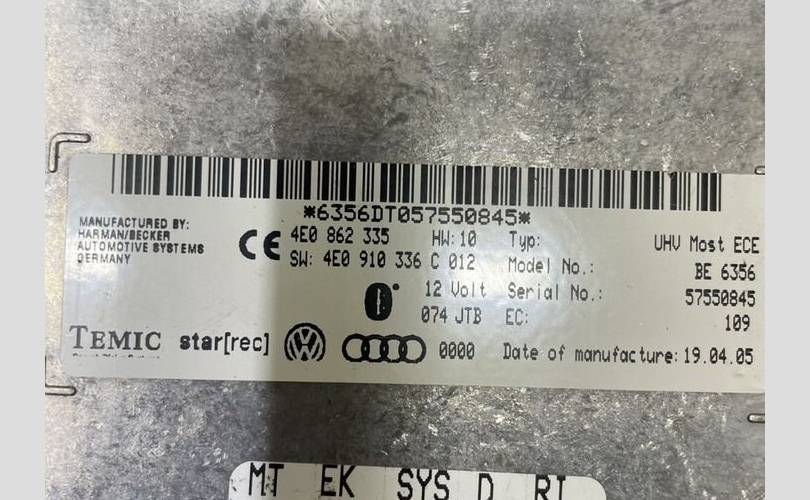 *6356DT057550845*
MANUFACTURED BY:
HARMAN/BECKER
AUTOMOTIVE SYSTEMS
GERMANY
CE
4E0 862 335 HW: 10
SW: 4E0 910 336 C 012
12 Volt
074 JTB
Typ: UHV Most ECE
Model No.: BE 6356
Serial No.: 57550845
EC: 109
TEMIC star[rec] 0000 Date of manufacture: 19.04.05
MT EK SYS D RI